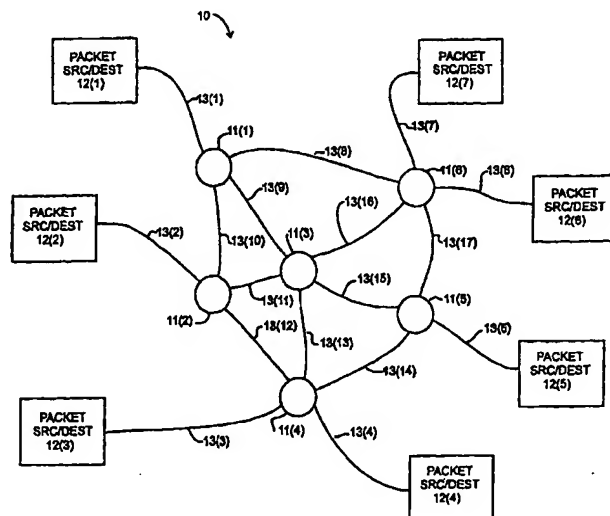 10
PACKET
SRC/DEST
12(1)
PACKET
SRC/DEST
12(7)
13(1)
13(7)
11(1)
13(8)
11(6)
13(6)
13(9)
13(16)
PACKET
SRC/DEST
12(6)
PACKET
SRC/DEST
12(2)
13(2)
13(10)
11(3)
13(17)
13(15)
13(11)
11(5)
11(2)
13(12)
13(13)
13(5)
13(14)
PACKET
SRC/DEST
12(5)
PACKET
SRC/DEST
12(3)
13(3)
11(4)
13(4)
PACKET
SRC/DEST
12(4)